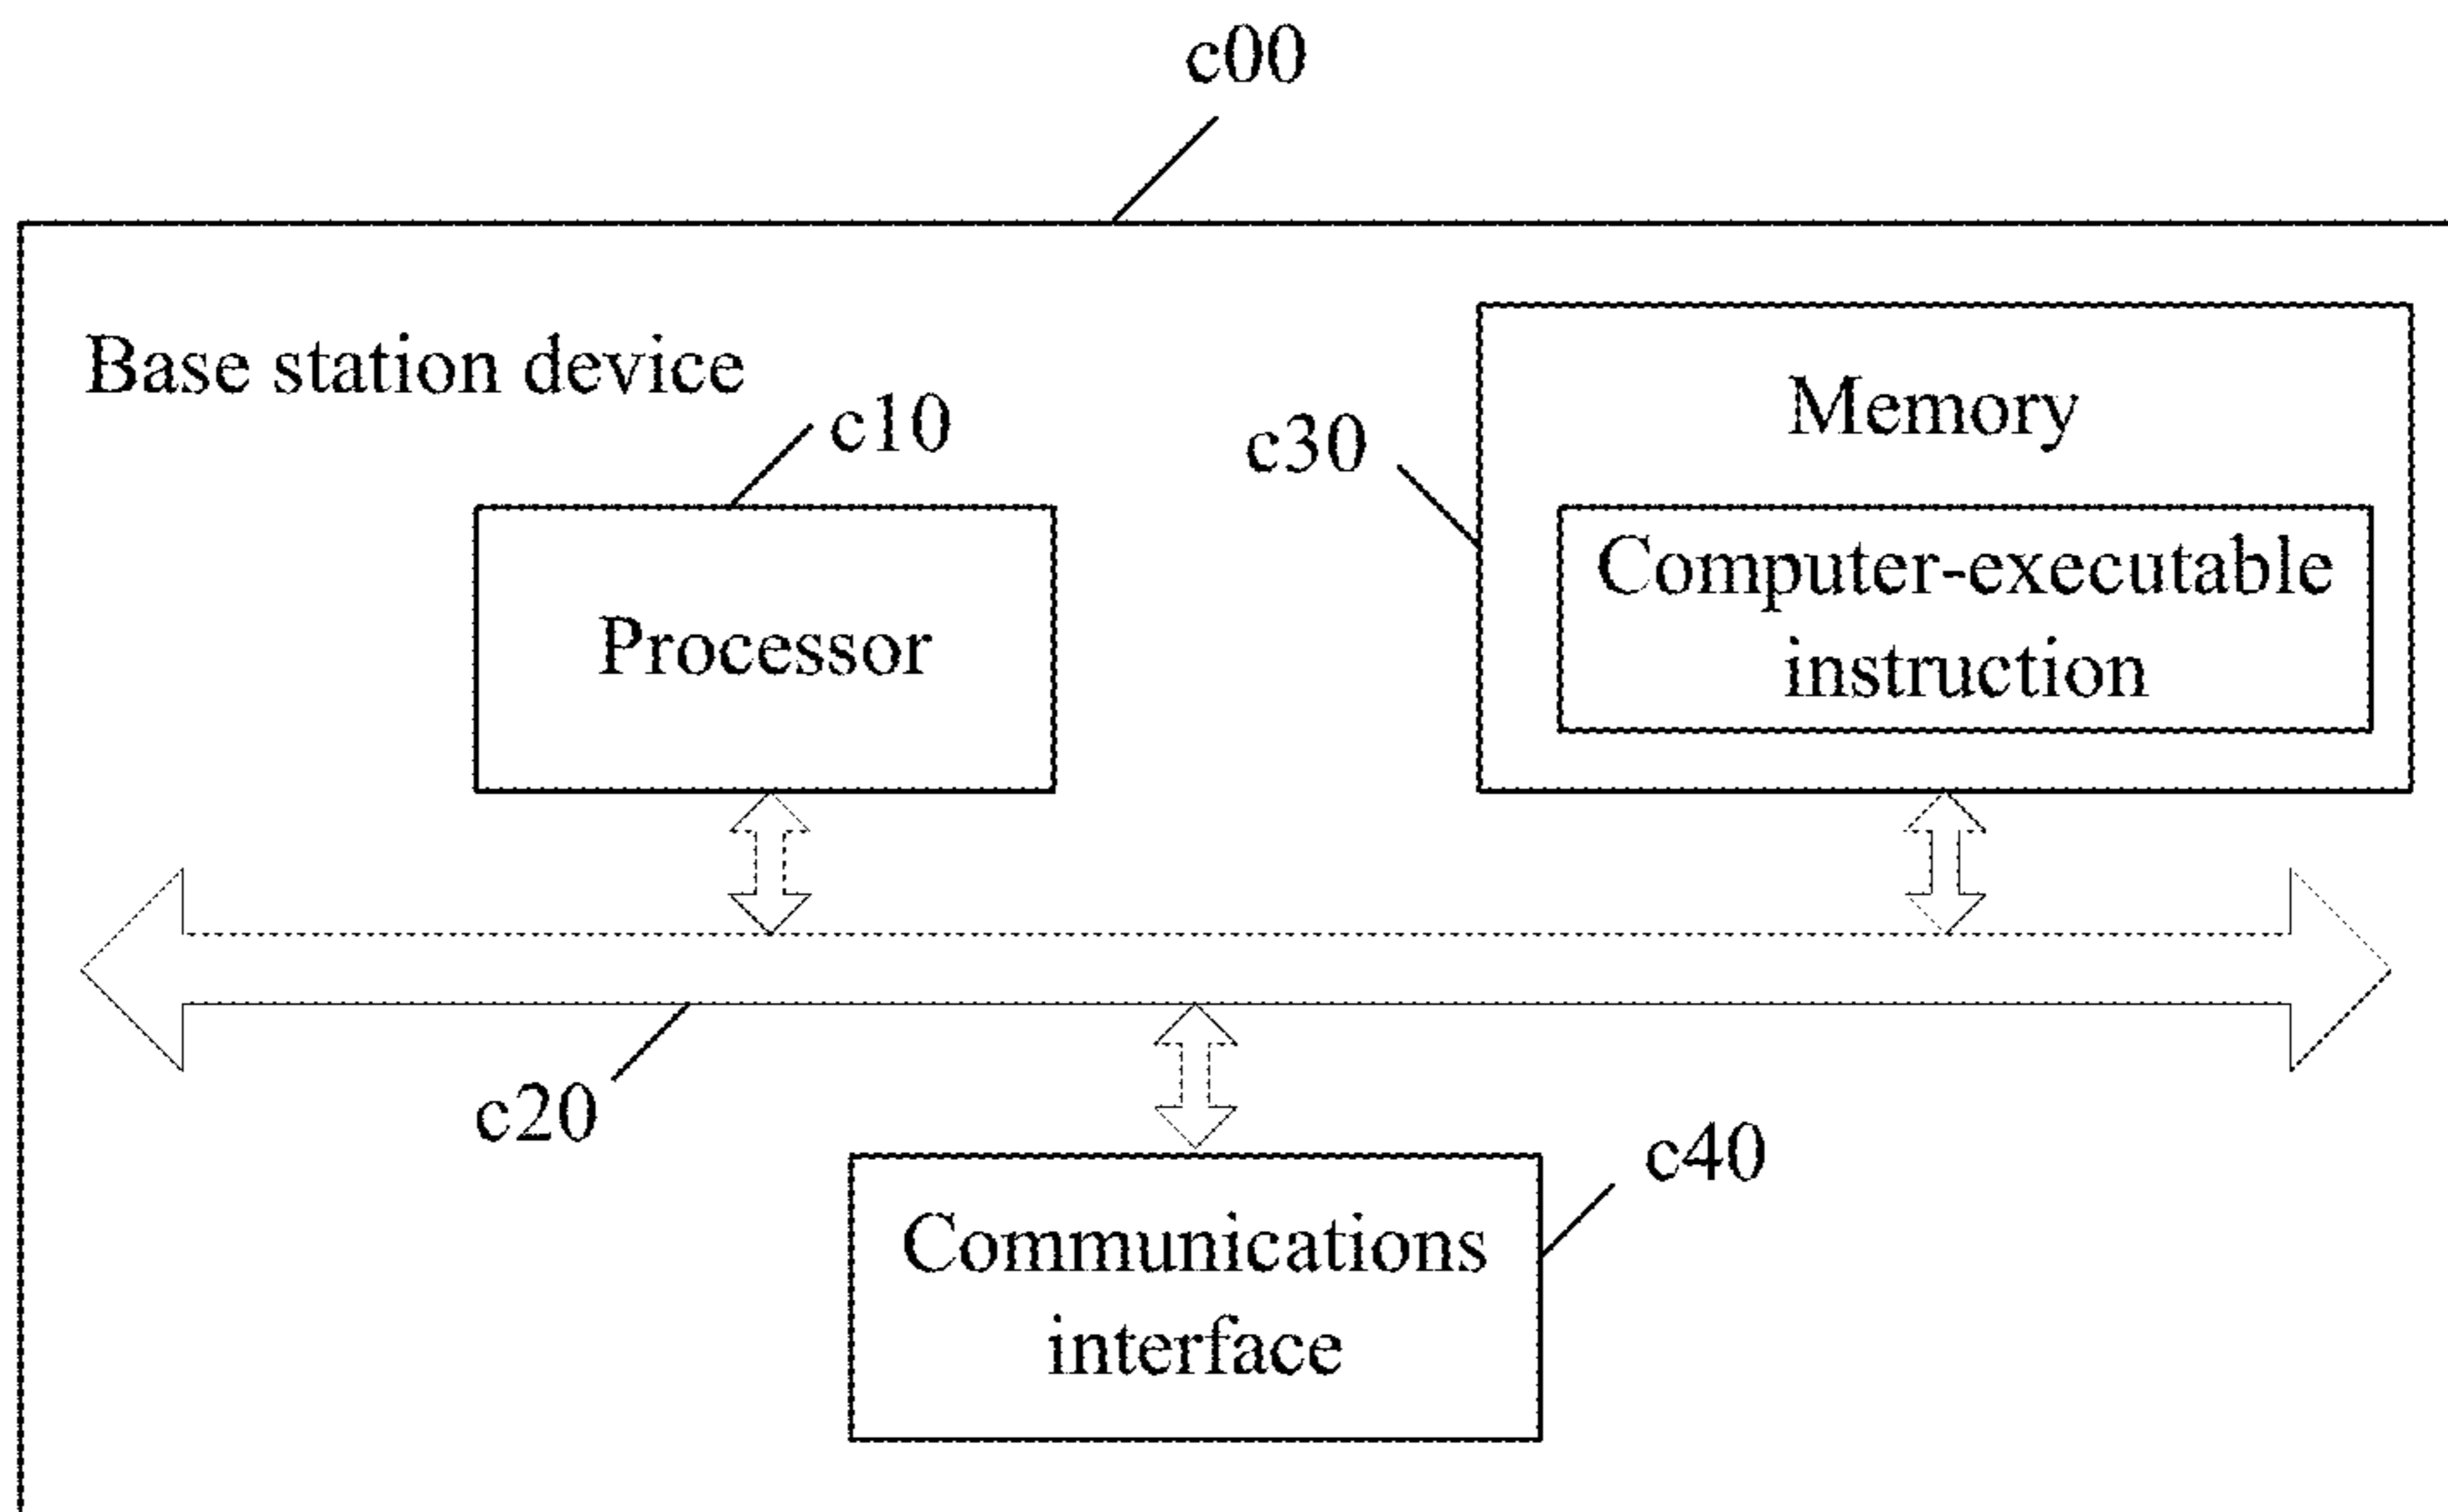 c00
Base station device
c10
c30
Memory
Computer-executable
instruction
Processor
c20
c40
Communications
interface